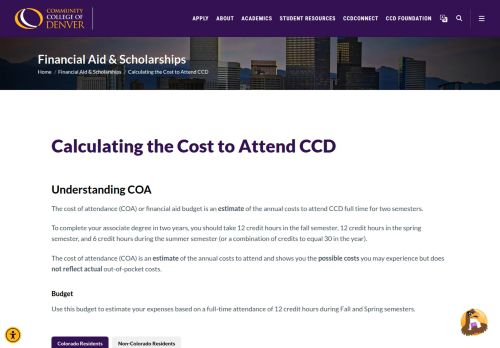 COMMUNITY
COLLEGE OF
DENVER
APPLY ABOUT ACADEMICS STUDENT RESOURCES CCDCONNECT CCD FOUNDATION
Financial Aid & Scholarships
Home / Financial Aid & Scholarships / Calculating the Cost to Attend CCD
Calculating the Cost to Attend CCD
Understanding COA
The cost of attendance (COA) or financial aid budget is an estimate of the annual costs to attend CCD full time for two semesters.
To complete your associate degree in two years, you should take 12 credit hours in the fall semester, 12 credit hours in the spring
semester, and 6 credit hours during the summer semester (or a combination of credits to equal 30 in the year).
The cost of attendance (COA) is an estimate of the annual costs to attend and shows you the possible costs you may experience but does
not reflect actual out-of-pocket costs.
Budget
Use this budget to estimate your expenses based on a full-time attendance of 12 credit hours during Fall and Spring semesters.
Colorado Residents Non-Colorado Residents